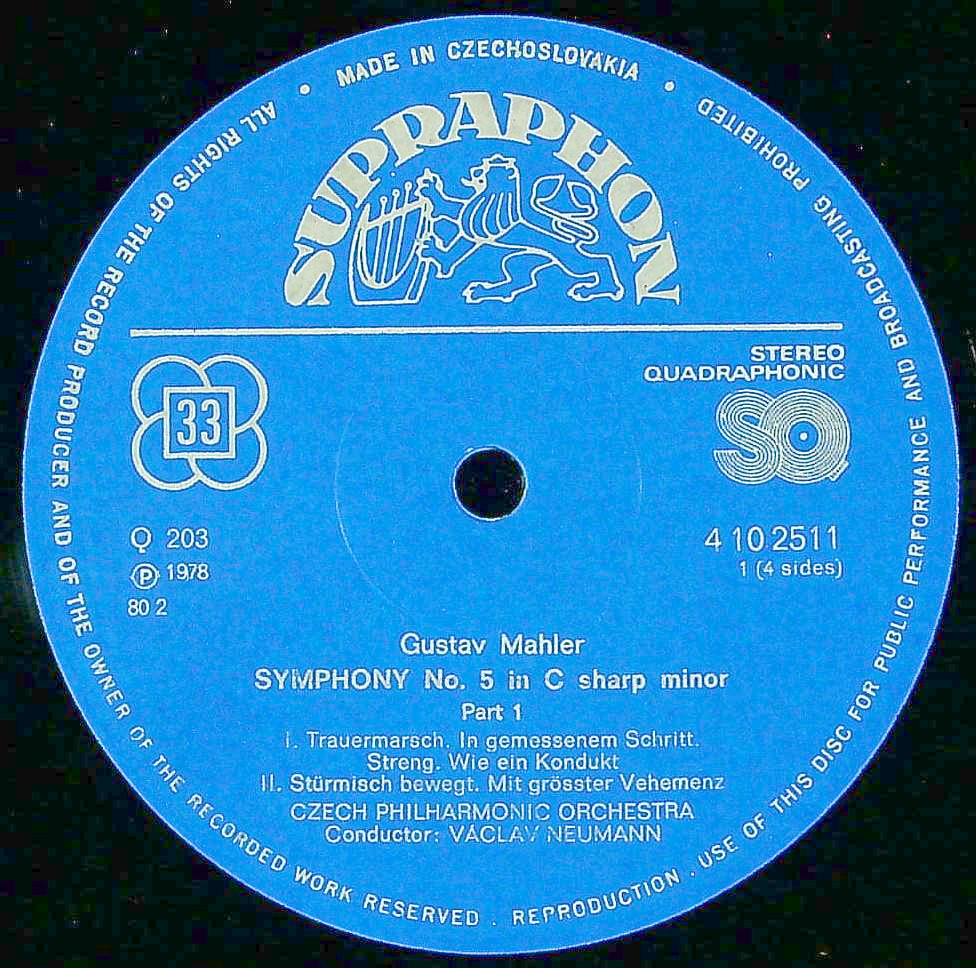 MADE IN CZECHOSLOVAKIA
SUPRAPHON
STEREO
QUADRAPHONIC
SQ
33
Q 203
Ⓟ 1978
80 2
4 10 2511
1 (4 sides)
Gustav Mahler
SYMPHONY No. 5 in C sharp minor
Part 1
I. Trauermarsch. In gemessenem Schritt.
Streng. Wie ein Kondukt
II. Stürmisch bewegt. Mit grösster Vehemenz
CZECH PHILHARMONIC ORCHESTRA
Conductor: VÁCLAV NEUMANN
ALL RIGHTS OF THE RECORD PRODUCER AND OF THE OWNER OF THE RECORDED WORK RESERVED . REPRODUCTION . USE OF THIS DISC FOR PUBLIC PERFORMANCE AND BROADCASTING PROHIBITED